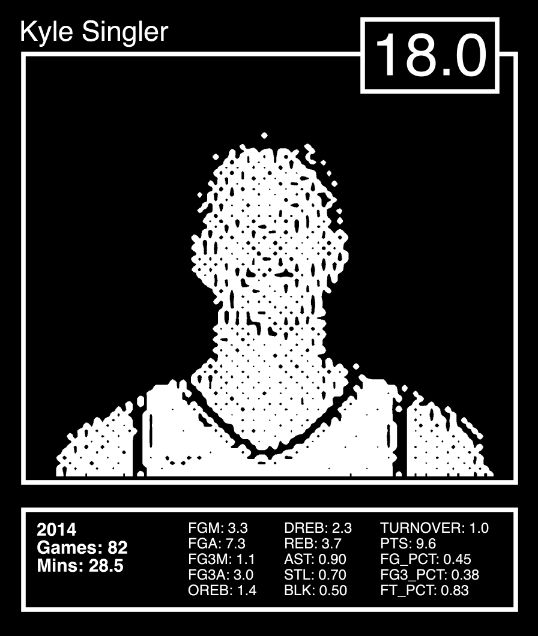 Kyle Singler
18.0
2014
Games: 82
Mins: 28.5
FGM: 3.3
FGA: 7.3
FG3M: 1.1
FG3A: 3.0
OREB: 1.4
DREB: 2.3
REB: 3.7
AST: 0.90
STL: 0.70
BLK: 0.50
TURNOVER: 1.0
PTS: 9.6
FG_PCT: 0.45
FG3_PCT: 0.38
FT_PCT: 0.83